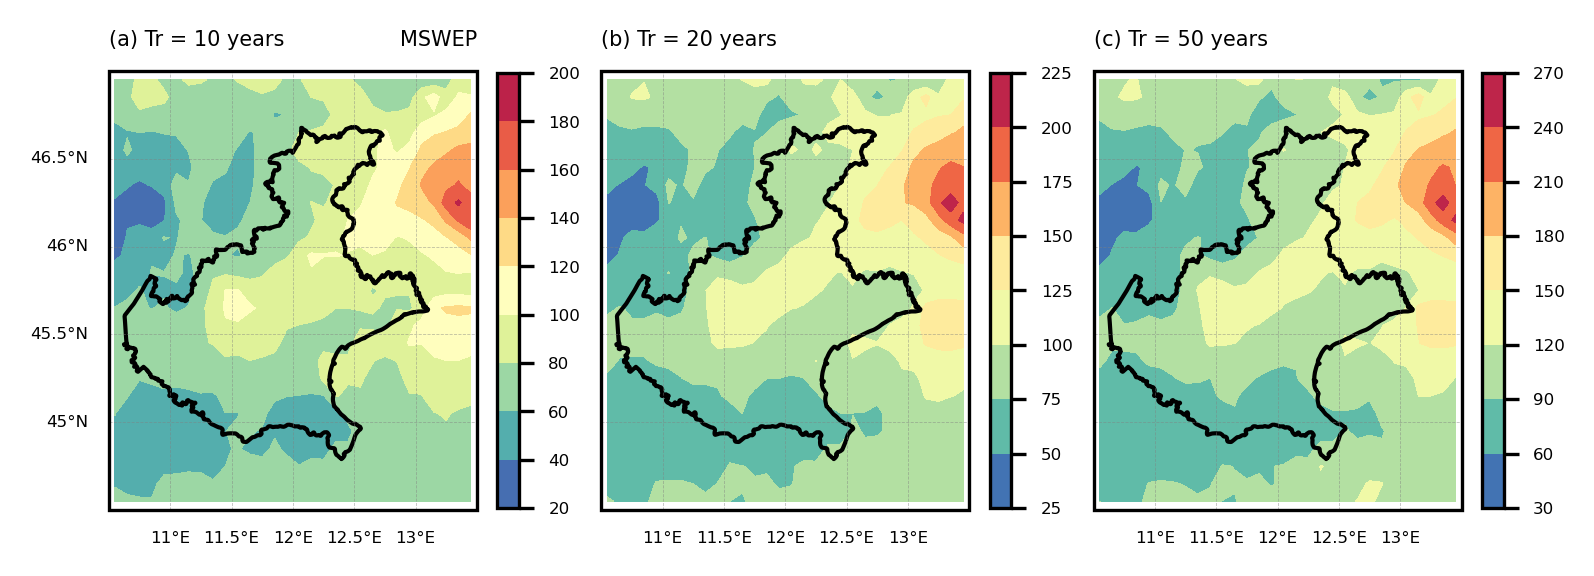 (a) Tr = 10 years MSWEP
(b) Tr = 20 years
(c) Tr = 50 years
46.5°N
46°N
45.5°N
45°N
11°E 11.5°E 12°E 12.5°E 13°E
200
180
160
140
120
100
80
60
40
20
11°E 11.5°E 12°E 12.5°E 13°E
225
200
175
150
125
100
75
50
25
11°E 11.5°E 12°E 12.5°E 13°E
270
240
210
180
150
120
90
60
30